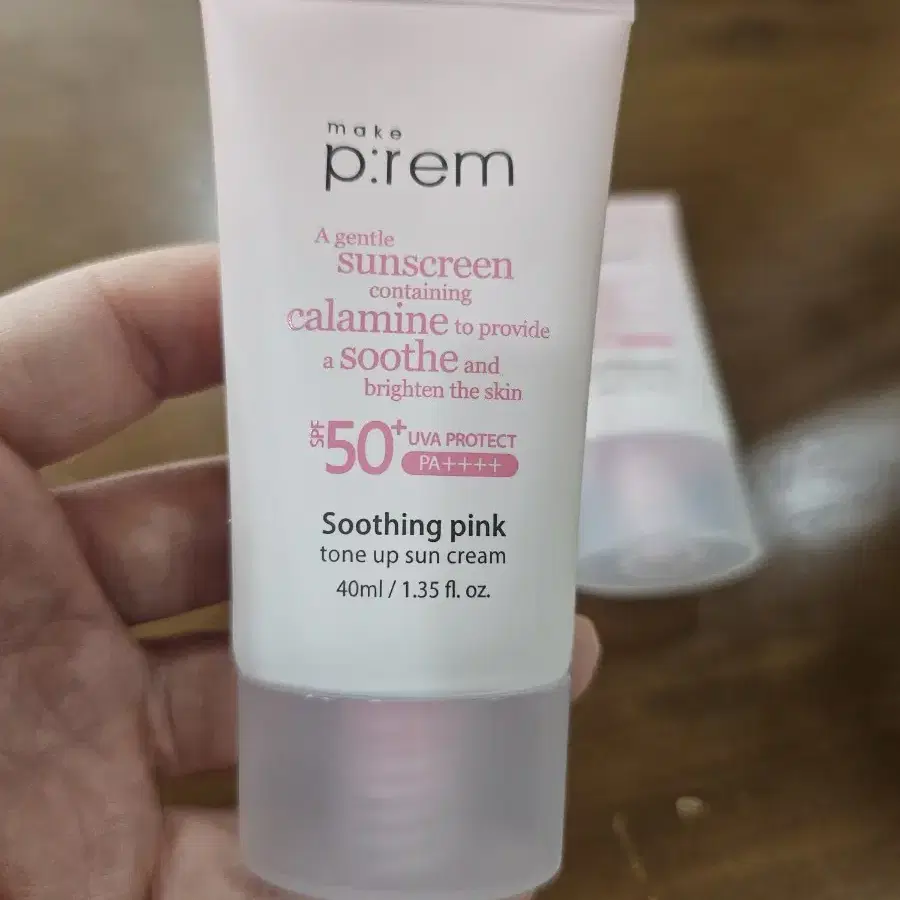 make
p:rem
A gentle
sunscreen
containing
calamine to provide
a soothe and
brighten the skin
SPF 50+ UVA PROTECT
PA++++
Soothing pink
tone up sun cream
40ml / 1.35 fl. oz.